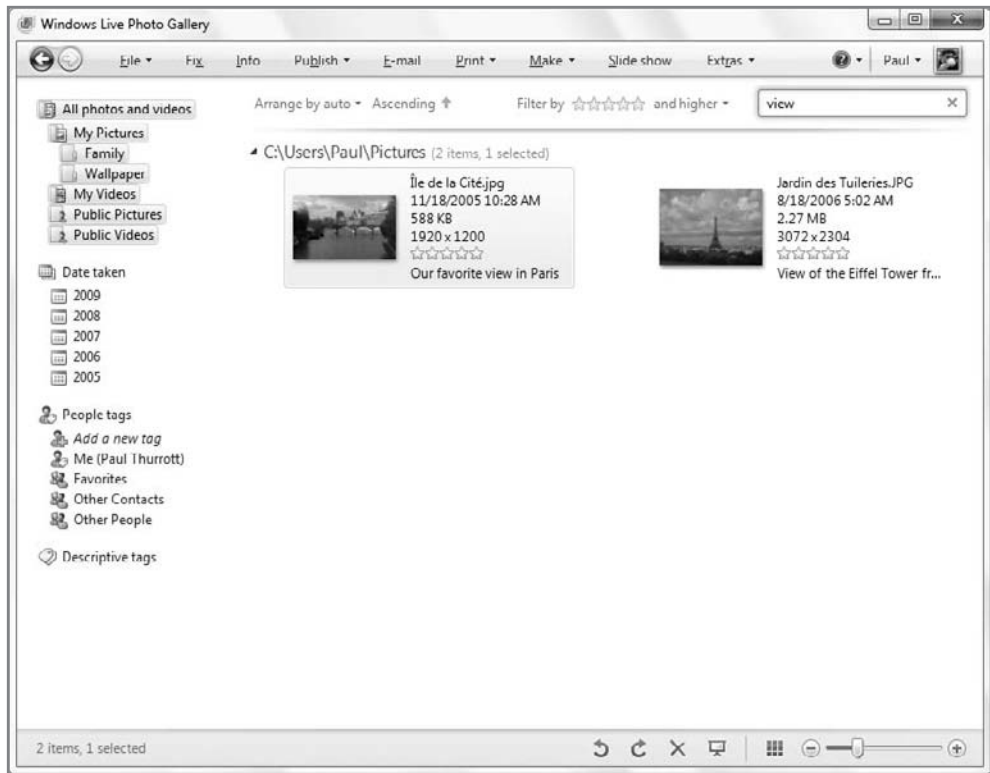 Windows Live Photo Gallery
File Fix Info Publish E-mail Print Make Slide show Extras Paul
Arrange by auto Ascending Filter by and higher view
All photos and videos
My Pictures
Family
Wallpaper
My Videos
Public Pictures
Public Videos
Date taken
2009
2008
2007
2006
2005
People tags
Add a new tag
Me (Paul Thurrott)
Favorites
Other Contacts
Other People
Descriptive tags
C:\Users\Paul\Pictures (2 items, 1 selected)
Île de la Cité.jpg
11/18/2005 10:28 AM
588 KB
1920 x 1200
Our favorite view in Paris
Jardin des Tuileries.JPG
8/18/2006 5:02 AM
2.27 MB
3072 x 2304
View of the Eiffel Tower fr...
2 items, 1 selected